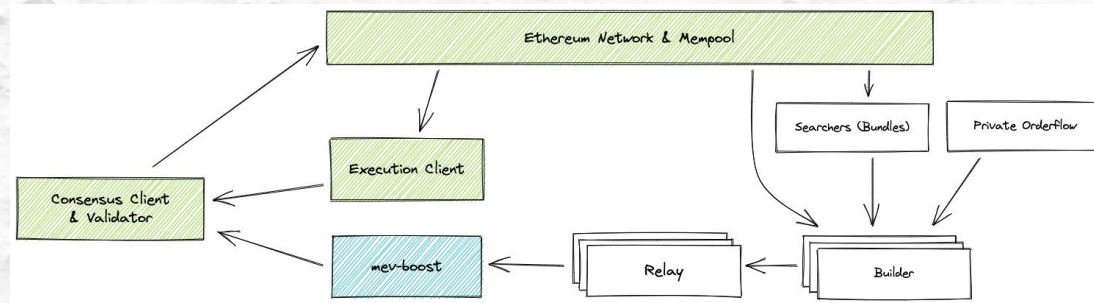 Ethereum Network & Mempool
Searchers (Bundles)
Private Orderflow
Execution Client
Consensus Client
& Validator
mev-boost
Relay
Builder